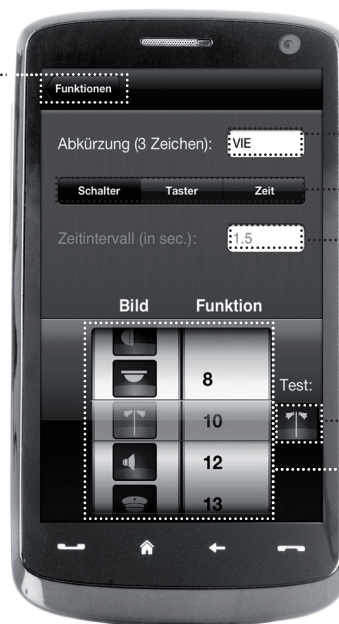 Funktionen
Abkürzung (3 Zeichen): VIE
Schalter Taster Zeit
Zeitintervall (in sec.): 1.5
Bild Funktion
8
Test:
10
12
13